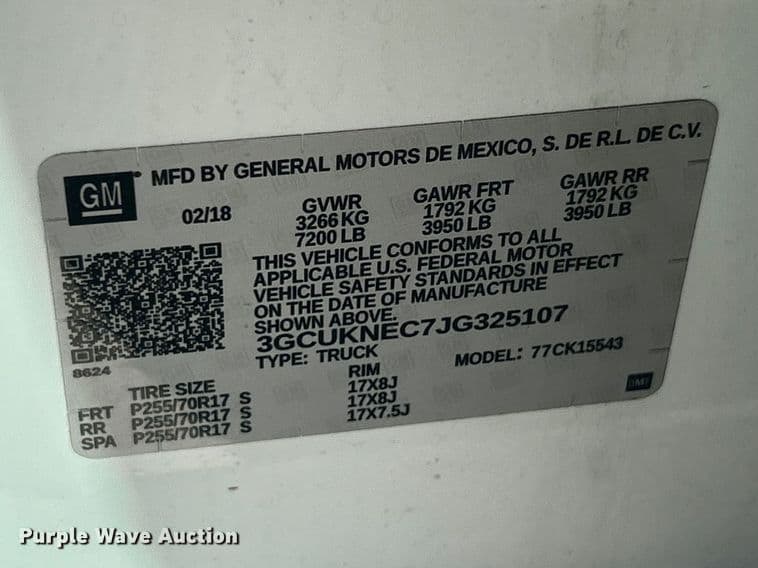 GM
MFD BY GENERAL MOTORS DE MEXICO, S. DE R.L. DE C.V.
02/18
GVWR GAWR FRT GAWR RR
3266 KG 1792 KG 1792 KG
7200 LB 3950 LB 3950 LB
THIS VEHICLE CONFORMS TO ALL
APPLICABLE U.S. FEDERAL MOTOR
VEHICLE SAFETY STANDARDS IN EFFECT
ON THE DATE OF MANUFACTURE
SHOWN ABOVE.
3GCUKNEC7JG325107
TYPE: TRUCK MODEL: 77CK15543
8624
TIRE SIZE RIM
FRT P255/70R17 S 17X8J
RR P255/70R17 S 17X8J
SPA P255/70R17 S 17X7.5J
Purple Wave Auction